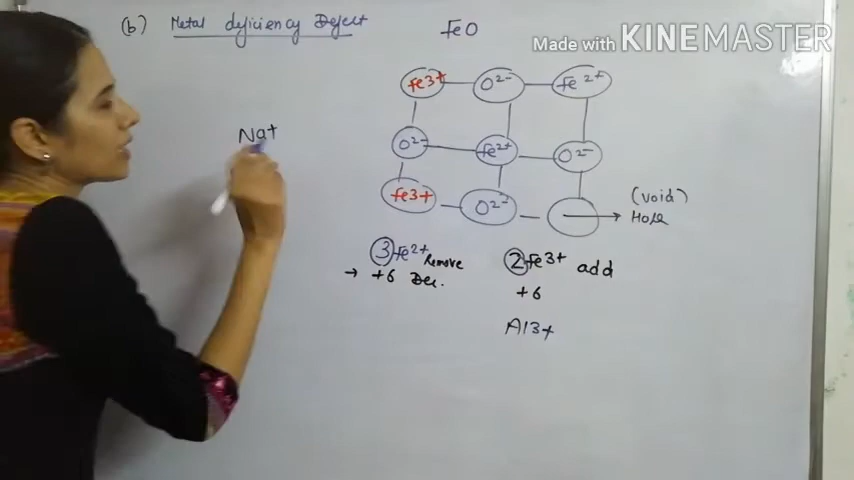 (b) Metal deficiency Defect FeO
Made with KINEMASTER
Fe3+ O2- Fe2+
Na+
O2- Fe2+ O2-
Fe3+ O2-
(void)
Hole
3 Fe2+ Remove
→ +6 Dec.
2 Fe3+ add
+6
Al3+